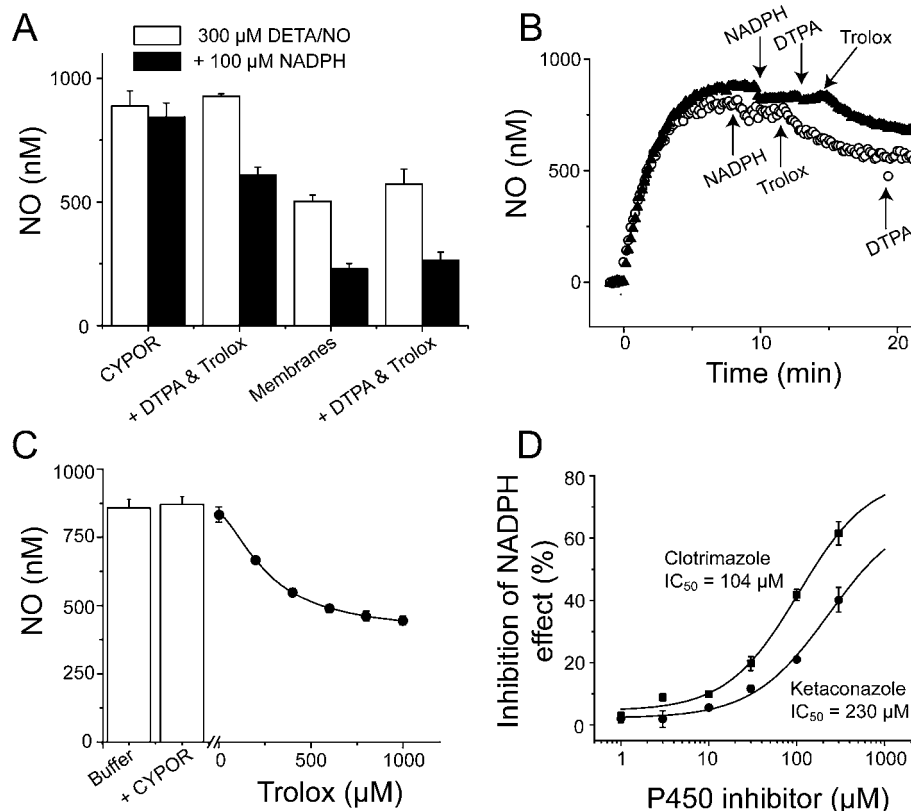 A
300 µM DETA/NO
+ 100 µM NADPH
1000
500
250
0
NO (nM)
CYPOR
+ DTPA & Trolox
Membranes
+ DTPA & Trolox
B
NADPH
DTPA
Trolox
1000
750
500
250
0
NO (nM)
NADPH
Trolox
DTPA
0
10
20
Time (min)
C
1000
750
500
250
0
NO (nM)
Buffer
+ CYPOR
0
500
1000
Trolox (µM)
D
80
60
40
20
0
Inhibition of NADPH
effect (%)
Clotrimazole
IC50 = 104 µM
Ketaconazole
IC50 = 230 µM
1
10
100
1000
P450 inhibitor (µM)